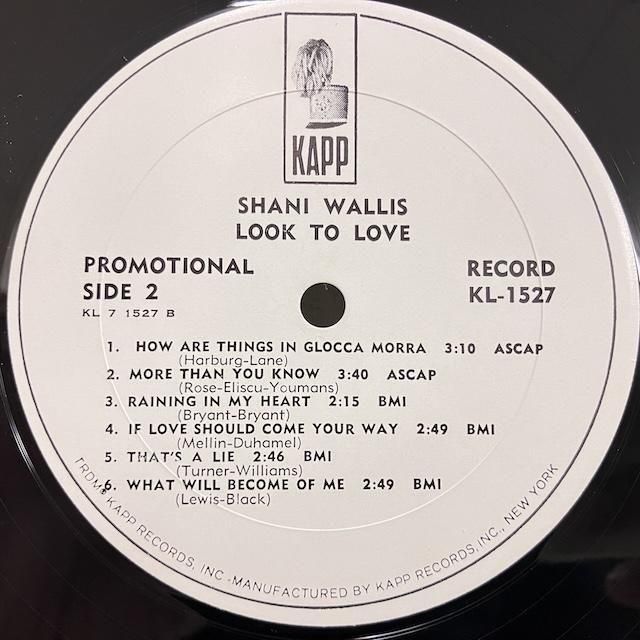 KAPP
SHANI WALLIS
LOOK TO LOVE
PROMOTIONAL RECORD
SIDE 2 KL-1527
KL 7 1527 B
1. HOW ARE THINGS IN GLOCCA MORRA 3:10 ASCAP
(Harburg-Lane)
2. MORE THAN YOU KNOW 3:40 ASCAP
(Rose-Eliscu-Youmans)
3. RAINING IN MY HEART 2:15 BMI
(Bryant-Bryant)
4. IF LOVE SHOULD COME YOUR WAY 2:49 BMI
(Mellin-Duhamel)
5. THAT'S A LIE 2:46 BMI
(Turner-Williams)
6. WHAT WILL BECOME OF ME 2:49 BMI
(Lewis-Black)
KAPP RECORDS, INC - MANUFACTURED BY KAPP RECORDS, INC., NEW YORK